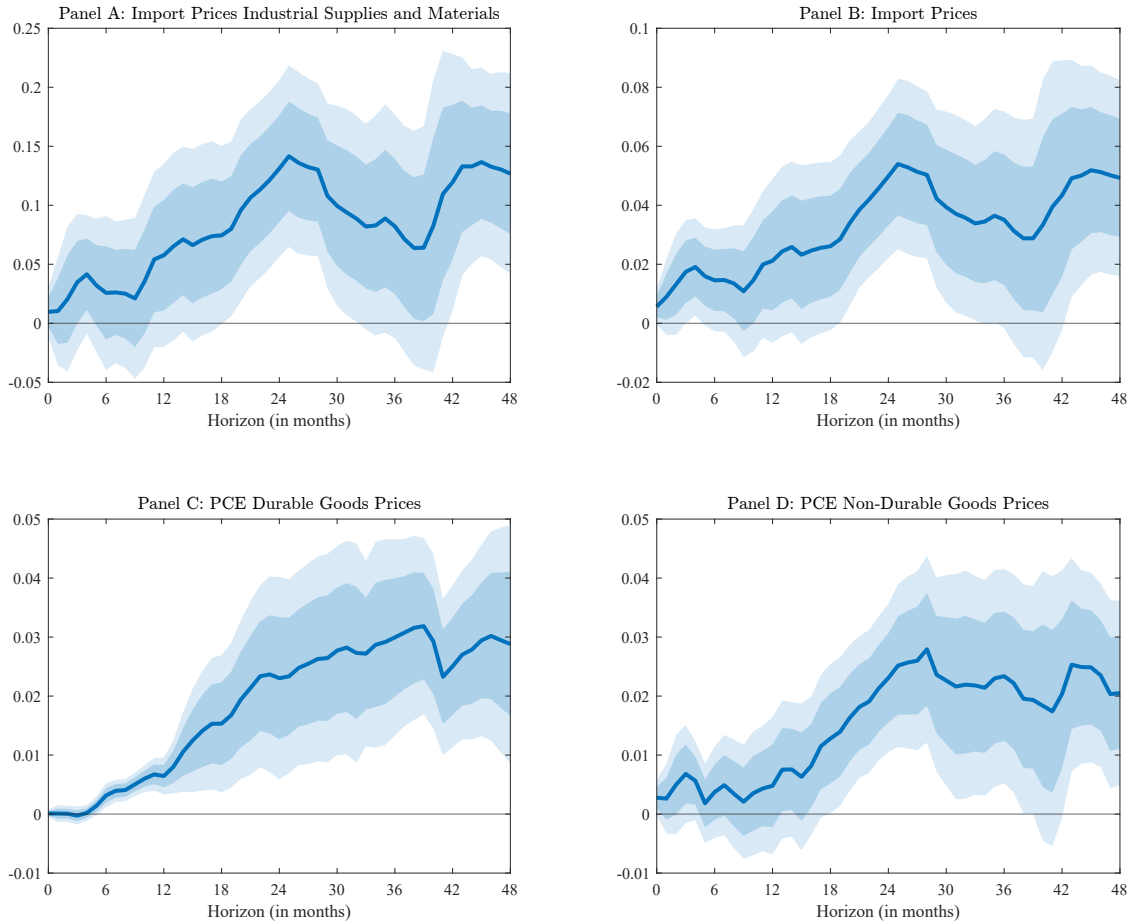 Panel A: Import Prices Industrial Supplies and Materials
0.25
0.2
0.15
0.1
0.05
0
-0.05
0 6 12 18 24 30 36 42 48
Horizon (in months)
Panel B: Import Prices
0.1
0.08
0.06
0.04
0.02
0
-0.02
0 6 12 18 24 30 36 42 48
Horizon (in months)
Panel C: PCE Durable Goods Prices
0.05
0.04
0.03
0.02
0.01
0
-0.01
0 6 12 18 24 30 36 42 48
Horizon (in months)
Panel D: PCE Non-Durable Goods Prices
0.05
0.04
0.03
0.02
0.01
0
-0.01
0 6 12 18 24 30 36 42 48
Horizon (in months)